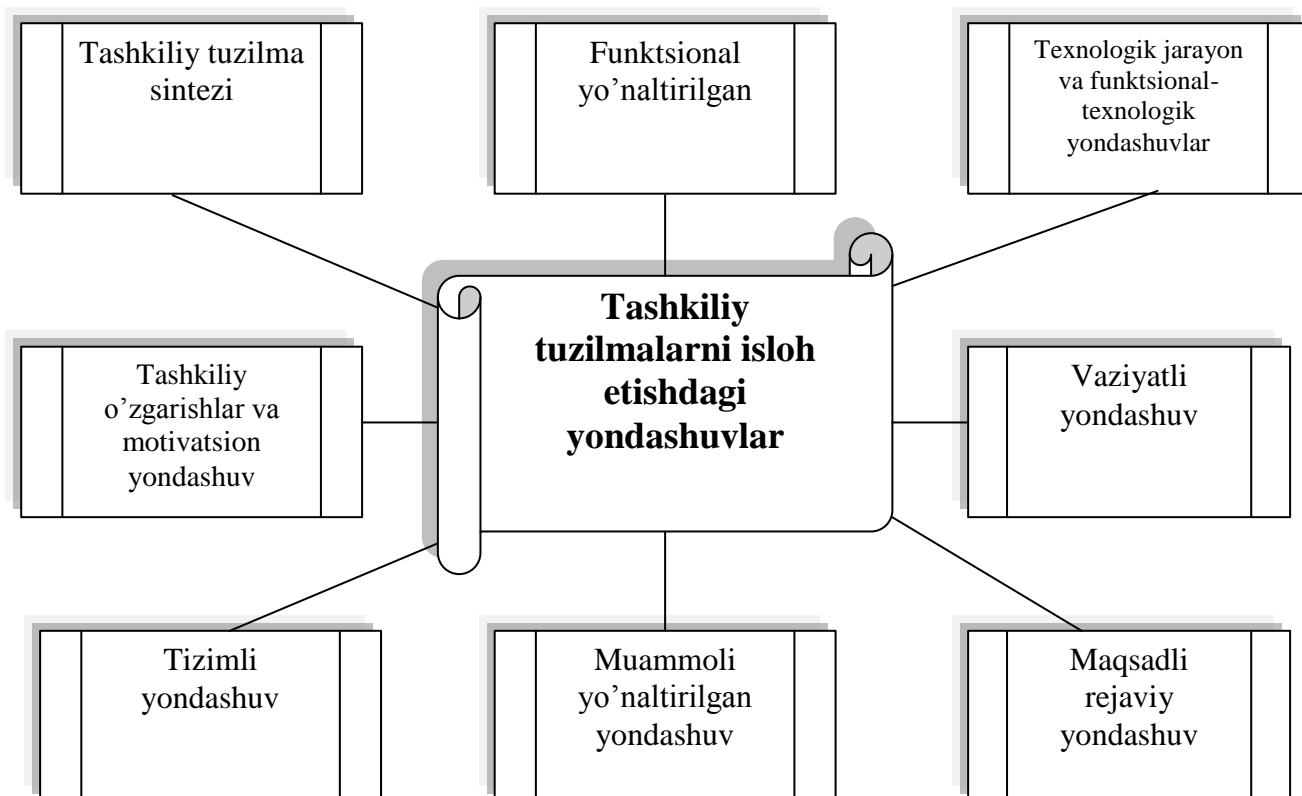 Tashkiliy tuzilma
sintezi
Funktsional
yo’naltirilgan
Texnologik jarayon
va funktsional-
texnologik
yondashuvlar
Tashkiliy
tuzilmalarni isloh
etishdagi
yondashuvlar
Tashkiliy
o’zgarishlar va
motivatsion
yondashuv
Vaziyatli
yondashuv
Tizimli
yondashuv
Muammoli
yo’naltirilgan
yondashuv
Maqsadli
rejaviy
yondashuv